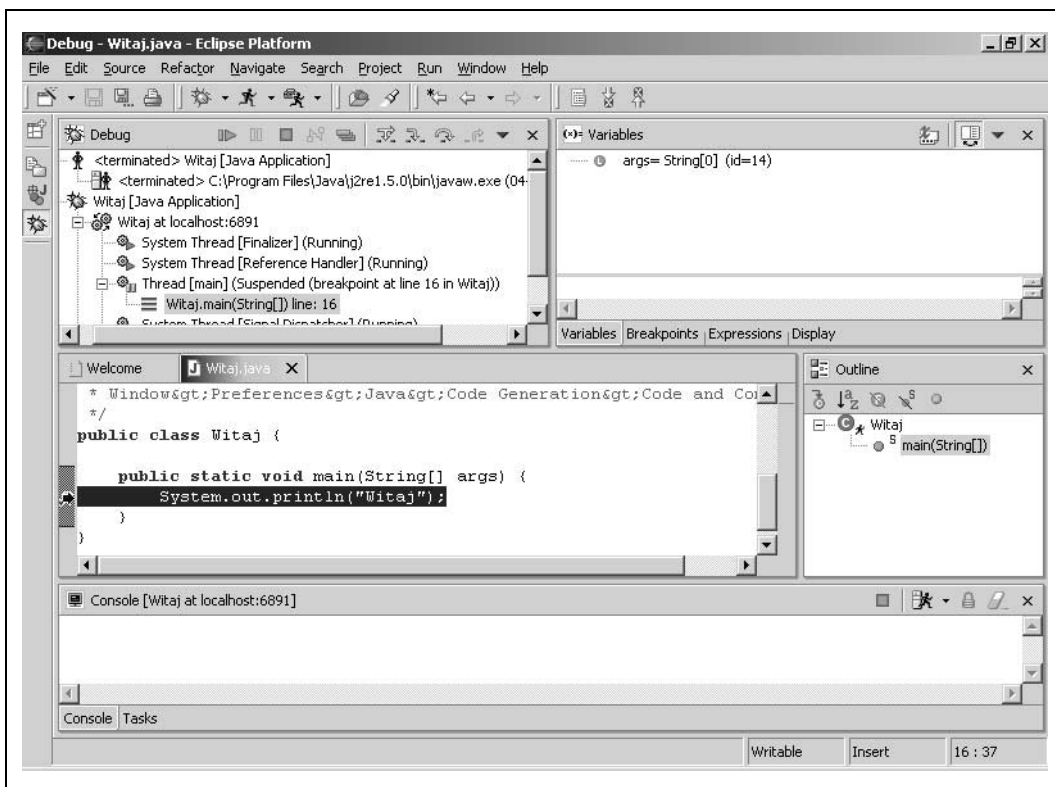 Debug - Witaj.java - Eclipse Platform
File Edit Source Refactor Navigate Search Project Run Window Help
Debug
<terminated> Witaj [Java Application]
<terminated> C:\Program Files\Java\j2re1.5.0\bin\javaw.exe (04-
Witaj [Java Application]
Witaj at localhost:6891
System Thread [Finalizer] (Running)
System Thread [Reference Handler] (Running)
Thread [main] (Suspended (breakpoint at line 16 in Witaj))
Witaj.main(String[]) line: 16
System Thread [Signal Dispatcher] (Running)
(x)= Variables
args= String[0] (id=14)
Variables Breakpoints Expressions Display
Welcome Witaj.java
* Window&gt;Preferences&gt;Java&gt;Code Generation&gt;Code and Co
*/
public class Witaj {
public static void main(String[] args) {
System.out.println("Witaj");
}
}
Outline
Witaj
main(String[])
Console [Witaj at localhost:6891]
Console Tasks
Writable Insert 16 : 37